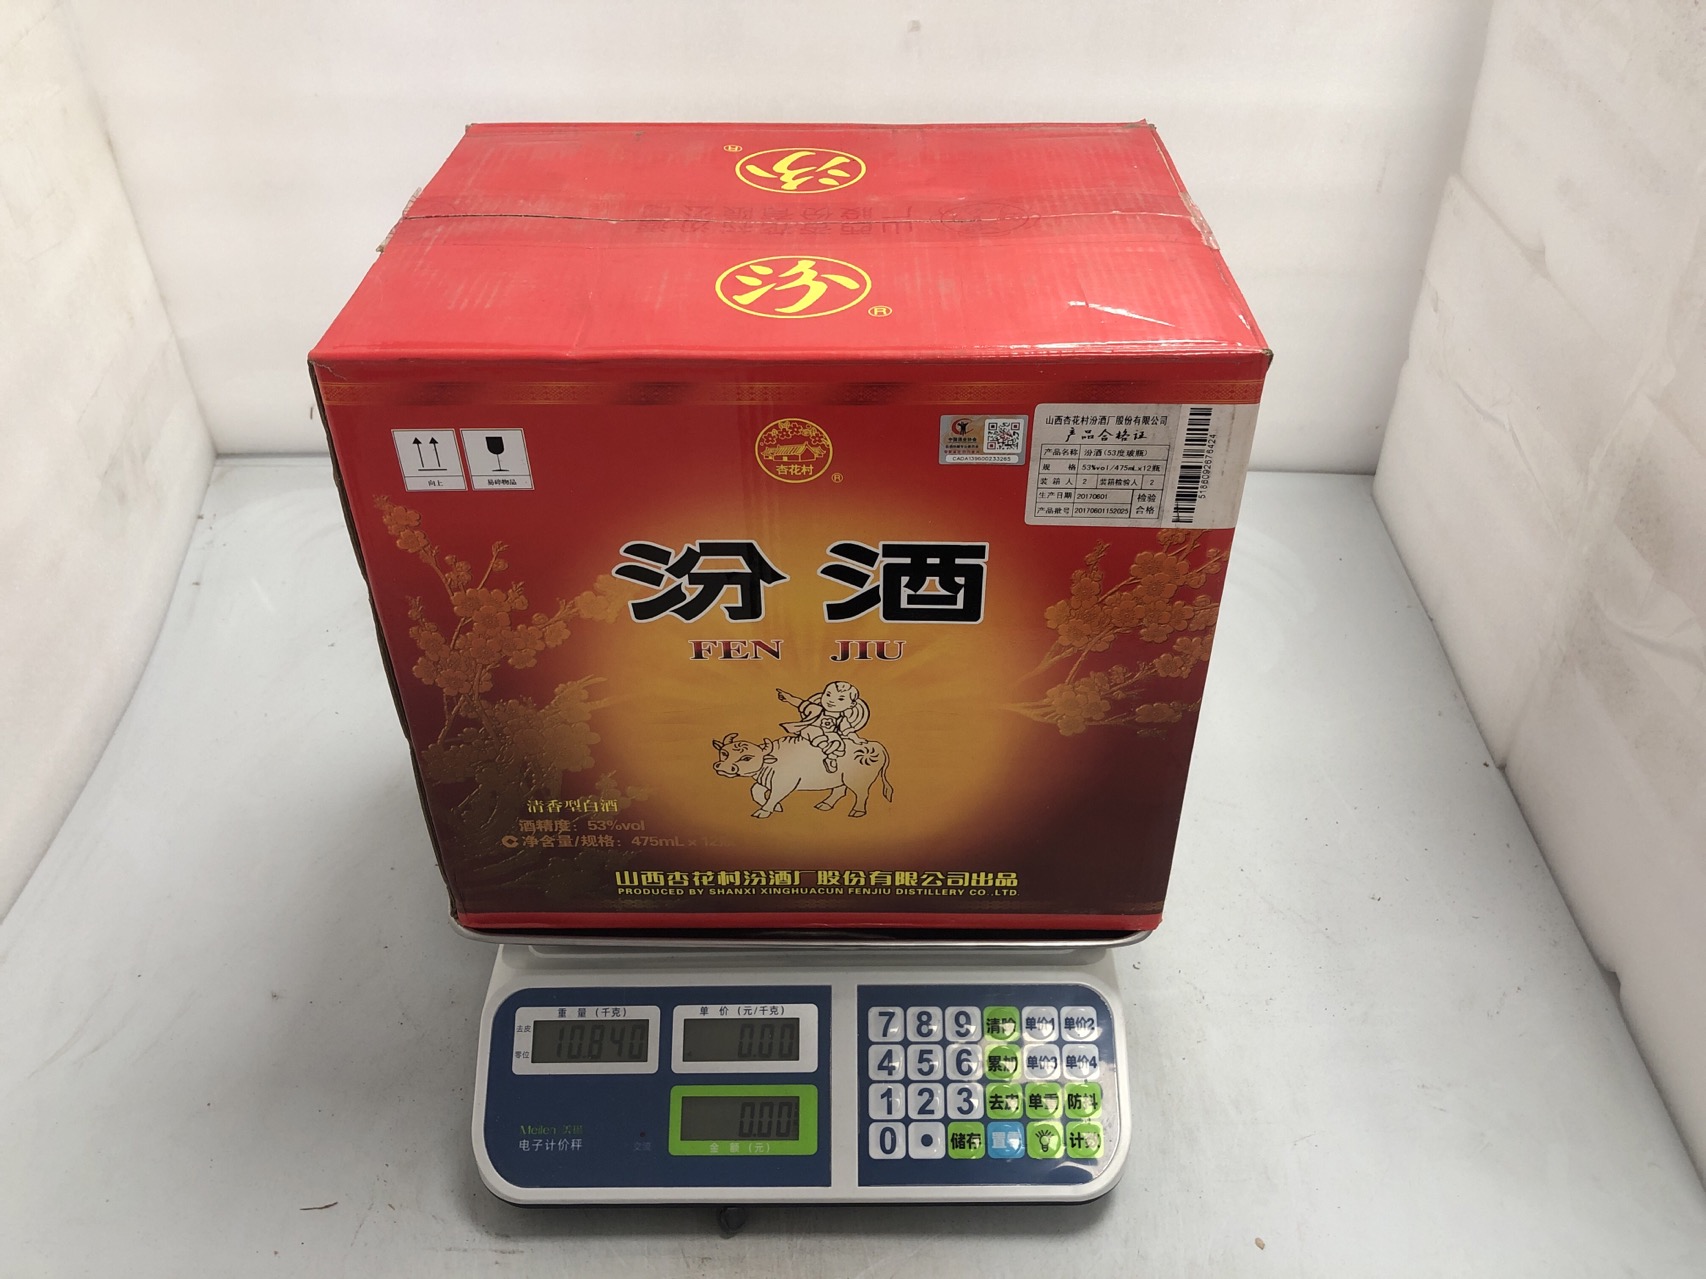 汾®
汾®
杏花村®
向上
易碎物品
中国酒业协会
CADA139600233265
山西杏花村汾酒厂股份有限公司
产品合格证
产品名称 汾酒(53度玻瓶)
规 格 53%vol/475mL×12瓶
装箱人 2 装箱检验人 2
生产日期 20170601 检验
产品批号 20170601152025 合格
汾酒
FEN JIU
清香型白酒
酒精度：53%vol
净含量/规格：475mL×12
山西杏花村汾酒厂股份有限公司出品
PRODUCED BY SHANXI XINGHUACUN FENJIU DISTILLERY CO.,LTD.
重量（千克） 单价（元/千克）
去皮
零位
10.840 0.00
0.00
金额（元）
Meilen
电子计价秤
7 8 9 清除 单价1 单价2
4 5 6 累加 单价3 单价4
1 2 3 去皮 单重
0 • 储存